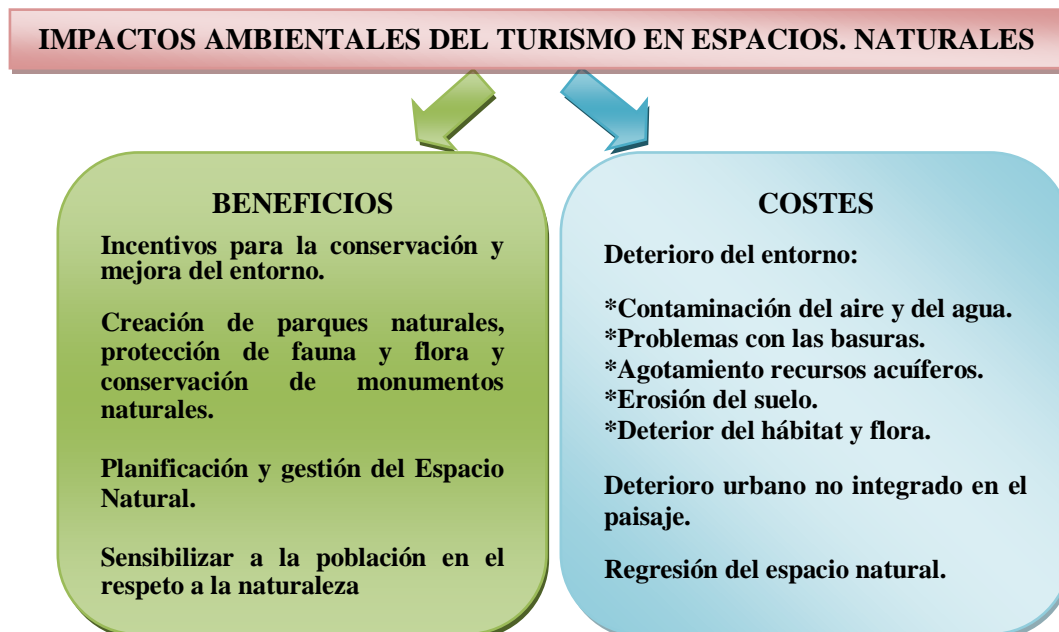 IMPACTOS AMBIENTALES DEL TURISMO EN ESPACIOS. NATURALES
BENEFICIOS
Incentivos para la conservación y
mejora del entorno.
Creación de parques naturales,
protección de fauna y flora y
conservación de monumentos
naturales.
Planificación y gestión del Espacio
Natural.
Sensibilizar a la población en el
respeto a la naturaleza
COSTES
Deterioro del entorno:
*Contaminación del aire y del agua.
*Problemas con las basuras.
*Agotamiento recursos acuíferos.
*Erosión del suelo.
*Deterior del hábitat y flora.
Deterioro urbano no integrado en el
paisaje.
Regresión del espacio natural.